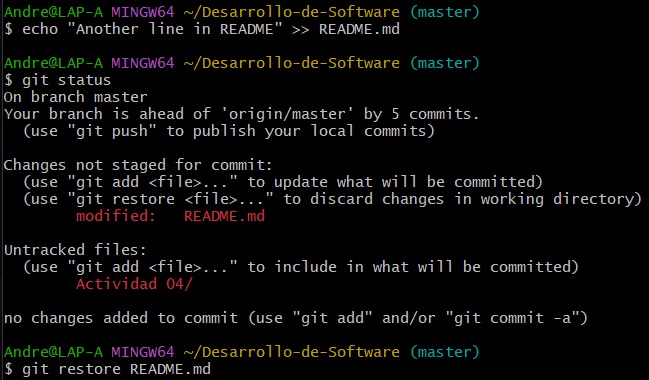 Andre@LAP-A MINGW64 ~/Desarrollo-de-Software (master)
$ echo "Another line in README" >> README.md
Andre@LAP-A MINGW64 ~/Desarrollo-de-Software (master)
$ git status
On branch master
Your branch is ahead of 'origin/master' by 5 commits.
  (use "git push" to publish your local commits)
Changes not staged for commit:
  (use "git add <file>..." to update what will be committed)
  (use "git restore <file>..." to discard changes in working directory)
        modified:   README.md
Untracked files:
  (use "git add <file>..." to include in what will be committed)
        Actividad 04/
no changes added to commit (use "git add" and/or "git commit -a")
Andre@LAP-A MINGW64 ~/Desarrollo-de-Software (master)
$ git restore README.md